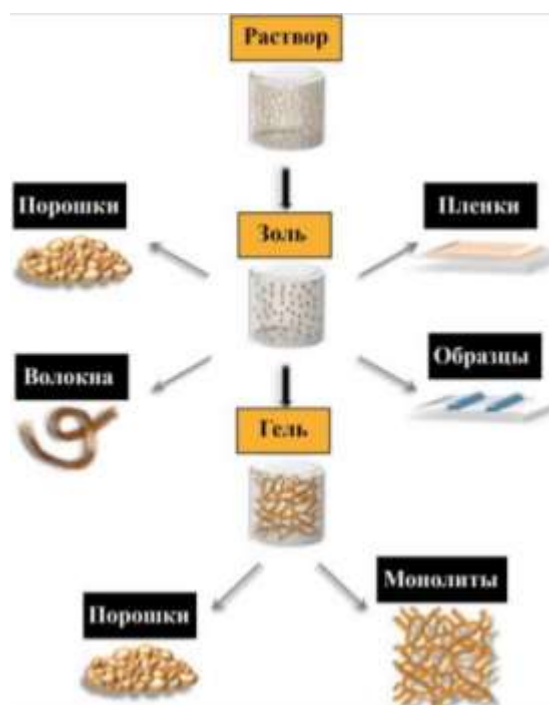 Раствор
Порошки
Золь
Пленки
Волокна
Образцы
Гель
Порошки
Монолиты